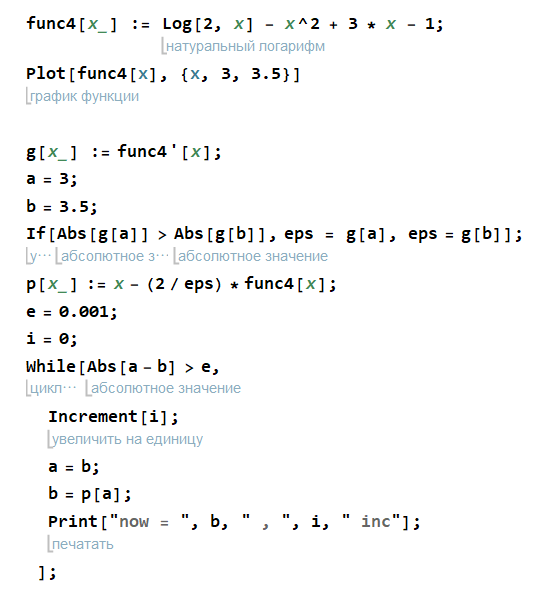 func4[x_] := Log[2, x] - x^2 + 3 * x - 1;
натуральный логарифм
Plot[func4[x], {x, 3, 3.5}]
график функции
g[x_] := func4'[x];
a = 3;
b = 3.5;
If[Abs[g[a]] > Abs[g[b]], eps = g[a], eps = g[b]];
у⋯ абсолютное з⋯ абсолютное значение
p[x_] := x - (2 / eps) * func4[x];
e = 0.001;
i = 0;
While[Abs[a - b] > e,
цикл⋯ абсолютное значение
Increment[i];
увеличить на единицу
a = b;
b = p[a];
Print["now = ", b, " , ", i, " inc"];
печатать
];